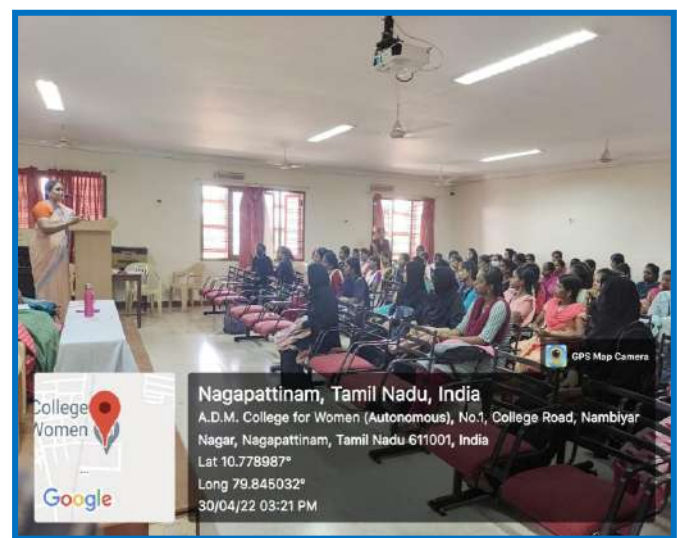 GPS Map Camera
College
Women
Google
Nagapattinam, Tamil Nadu, India
A.D.M. College for Women (Autonomous), No.1, College Road, Nambiyar
Nagar, Nagapattinam, Tamil Nadu 611001, India
Lat 10.778987°
Long 79.845032°
30/04/22 03:21 PM